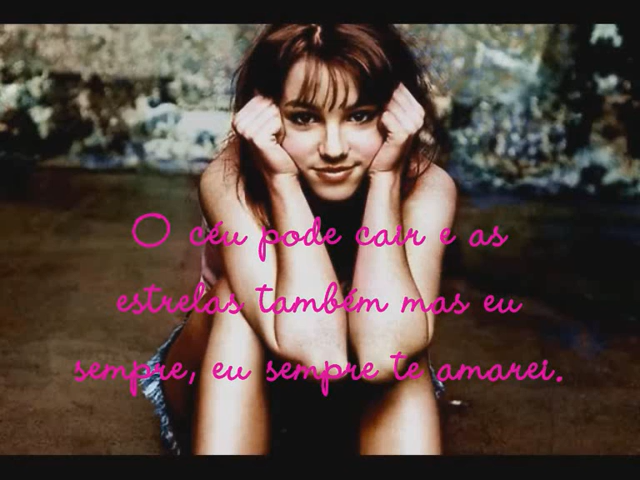 O céu pode cair e as
estrelas também mas eu
sempre, eu sempre te amarei.